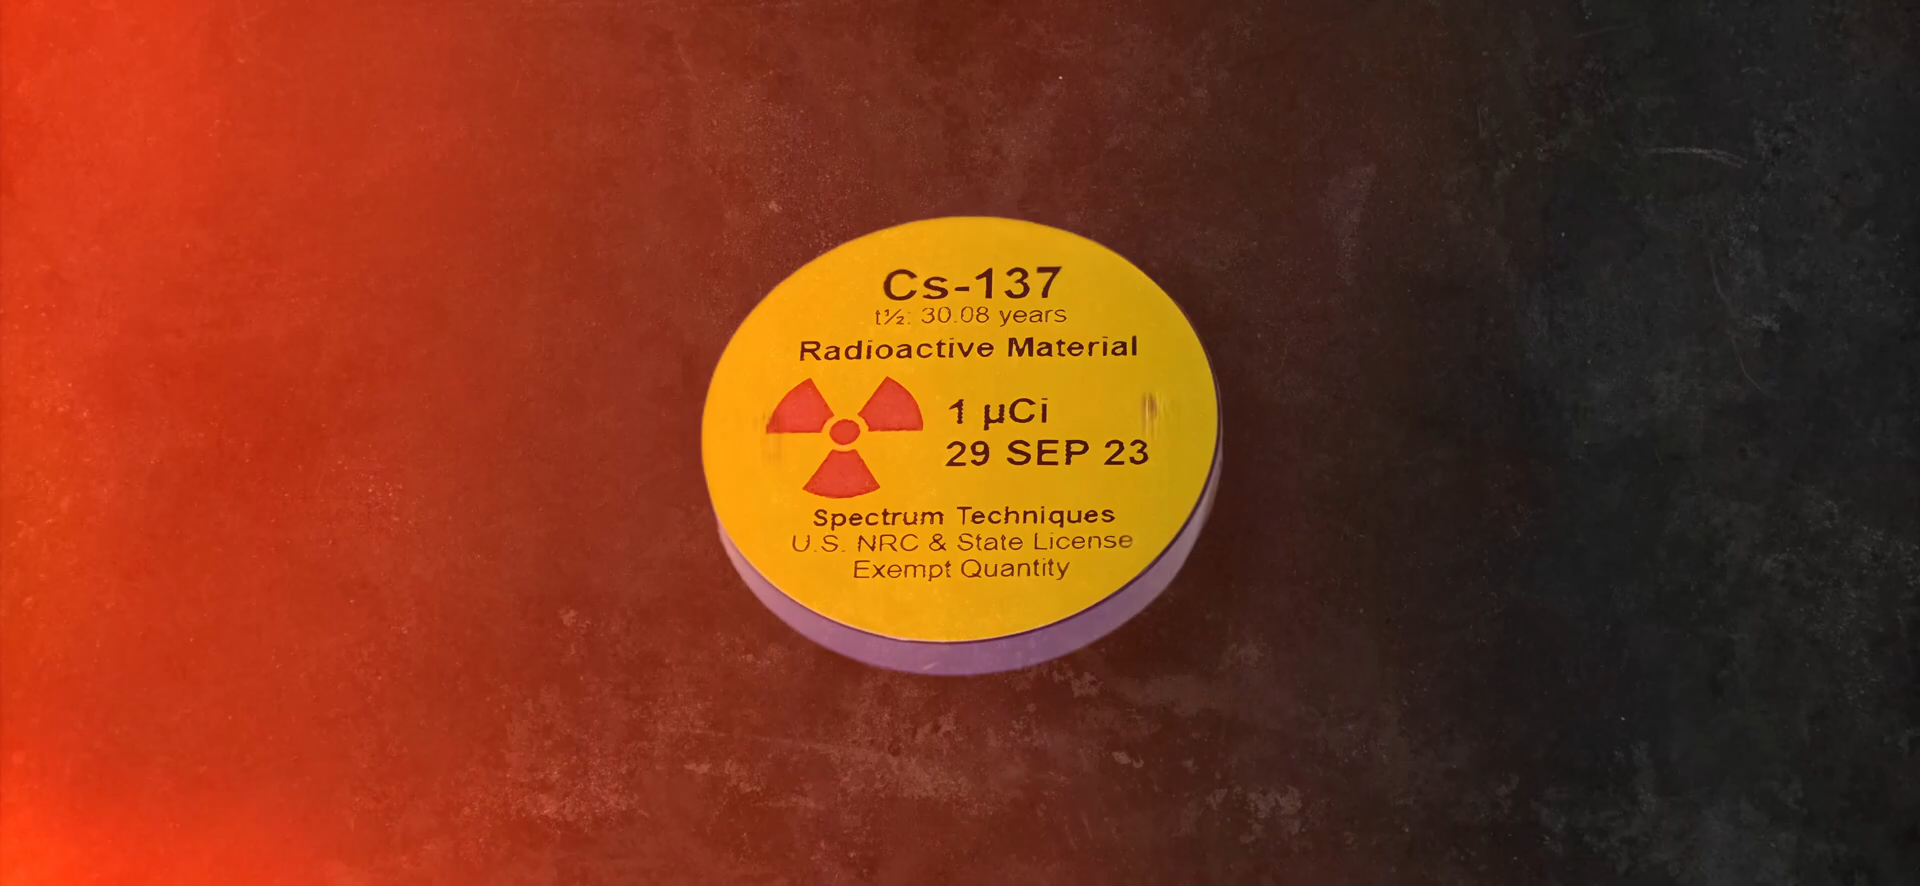 Cs-137
t½: 30.08 years
Radioactive Material
1 µCi
29 SEP 23
Spectrum Techniques
U.S. NRC & State License
Exempt Quantity